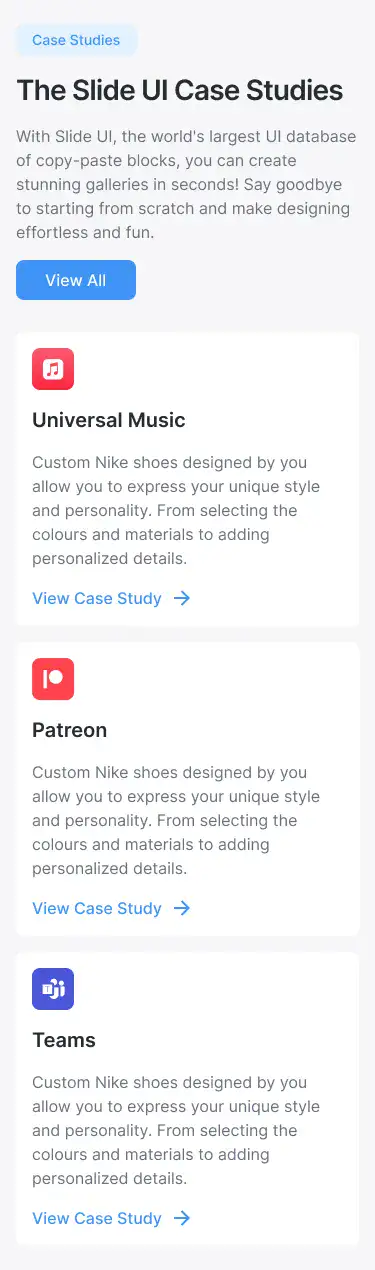 Case Studies
The Slide UI Case Studies
With Slide UI, the world's largest UI database
of copy-paste blocks, you can create
stunning galleries in seconds! Say goodbye
to starting from scratch and make designing
effortless and fun.
View All
Universal Music
Custom Nike shoes designed by you
allow you to express your unique style
and personality. From selecting the
colours and materials to adding
personalized details.
View Case Study
Patreon
Custom Nike shoes designed by you
allow you to express your unique style
and personality. From selecting the
colours and materials to adding
personalized details.
View Case Study
Teams
Custom Nike shoes designed by you
allow you to express your unique style
and personality. From selecting the
colours and materials to adding
personalized details.
View Case Study